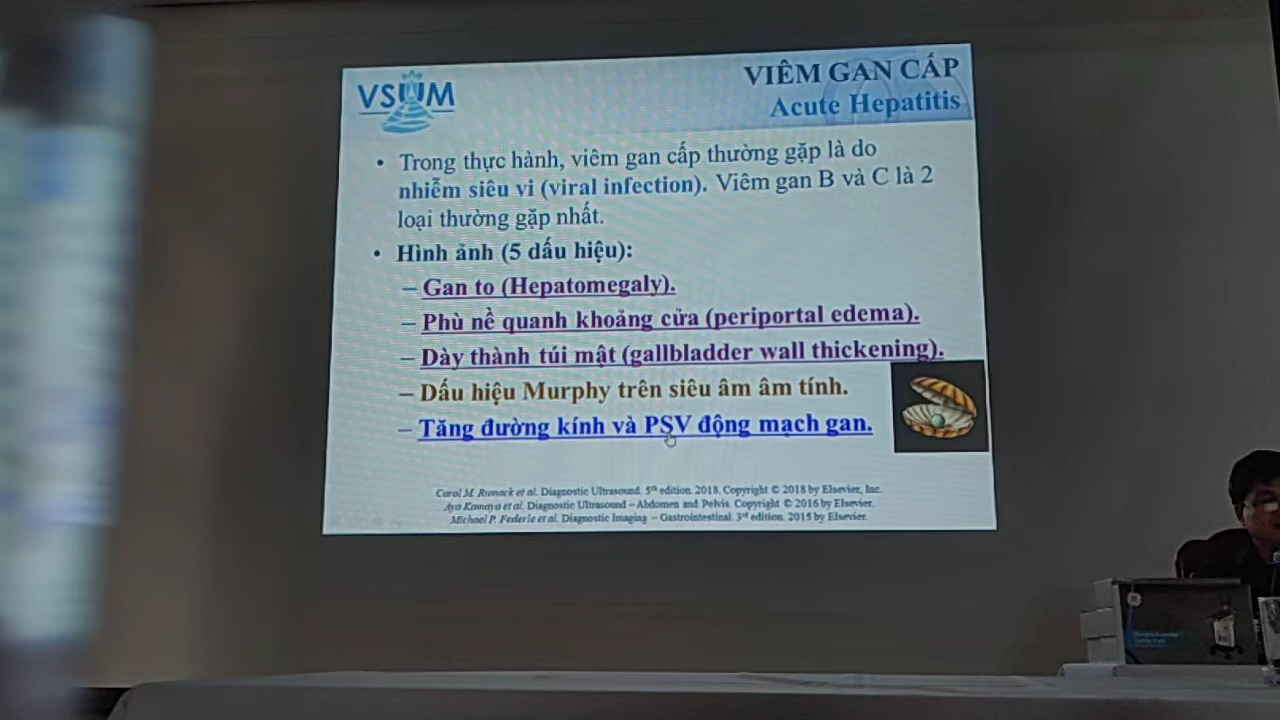 VSUM
VIÊM GAN CẤP
Acute Hepatitis
• Trong thực hành, viêm gan cấp thường gặp là do
nhiễm siêu vi (viral infection). Viêm gan B và C là 2
loại thường gặp nhất.
• Hình ảnh (5 dấu hiệu):
– Gan to (Hepatomegaly).
– Phù nề quanh khoảng cửa (periportal edema).
– Dày thành túi mật (gallbladder wall thickening).
– Dấu hiệu Murphy trên siêu âm âm tính.
– Tăng đường kính và PSV động mạch gan.
Carol M. Rumack et al. Diagnostic Ultrasound. 5th edition. 2018. Copyright © 2018 by Elsevier, Inc.
Aya Kamaya et al. Diagnostic Ultrasound – Abdomen and Pelvis. Copyright © 2016 by Elsevier.
Michael P. Federle et al. Diagnostic Imaging – Gastrointestinal. 3rd edition. 2015 by Elsevier.